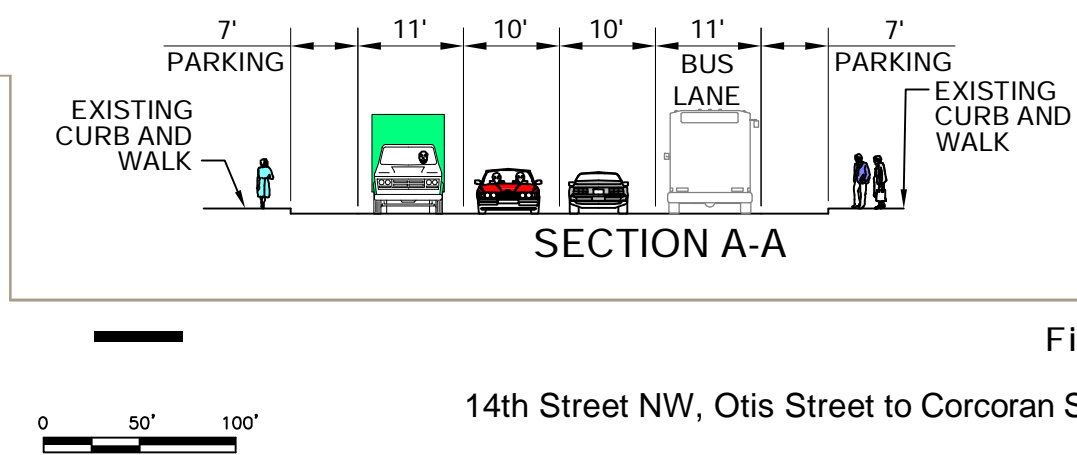 7' 11' 10' 10' 11' 7'
PARKING BUS PARKING
LANE
EXISTING
CURB AND
WALK
EXISTING
CURB AND
WALK
SECTION A-A
Fi
0 50' 100'
14th Street NW, Otis Street to Corcoran S